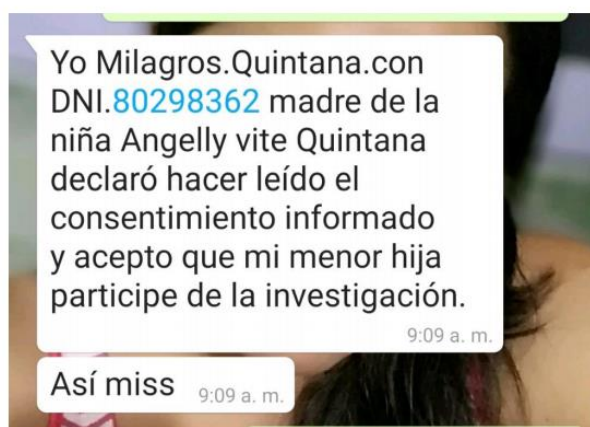 Yo Milagros.Quintana.con
DNI.80298362 madre de la
niña Angelly vite Quintana
declaró hacer leído el
consentimiento informado
y acepto que mi menor hija
participe de la investigación.
9:09 a. m.
Así miss 9:09 a. m.